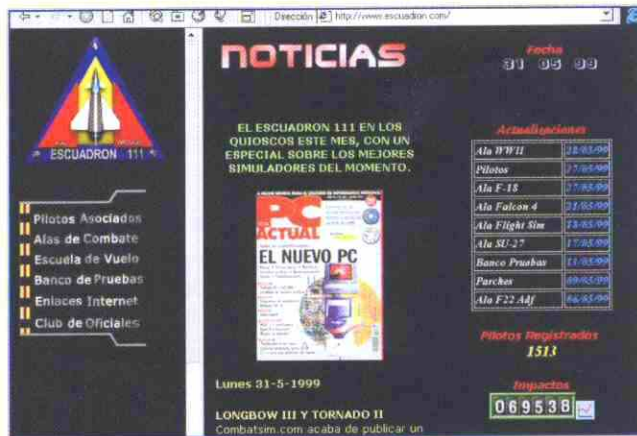 Dirección
http://www.escuadron.com/
ESCUADRON 111
Pilotos Asociados
Alas de Combate
Escuela de Vuelo
Banco de Pruebas
Enlaces Internet
Club de Oficiales
NOTICIAS
EL ESCUADRON 111 EN LOS
QUIOSCOS ESTE MES, CON UN
ESPECIAL SOBRE LOS MEJORES
SIMULADORES DEL MOMENTO.
PC
ACTUAL
EL NUEVO PC
Lunes 31-5-1999
LONGBOW III Y TORNADO II
Combatsim.com acaba de publicar un
Fecha
31 05 99
Actualizaciones
Ala WWII 28/05/99
Pilotos 27/05/99
Ala F-18 27/05/99
Ala Falcon 4 21/05/99
Ala Flight Sim 18/05/99
Ala SU-27 17/05/99
Banco Pruebas 11/05/99
Parches 09/05/99
Ala F22 Adf 06/05/99
Pilotos Registrados
1513
Impactos
069538